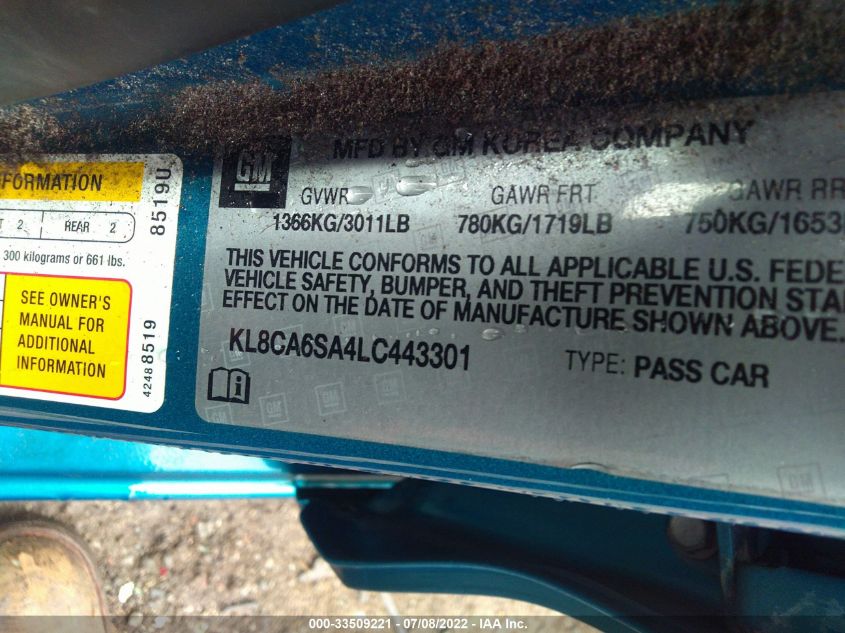 FORMATION
T 2 REAR 2
300 kilograms or 661 lbs.
SEE OWNER'S
MANUAL FOR
ADDITIONAL
INFORMATION
8519U
42488519
GM
MFD BY GM KOREA COMPANY
GVWR GAWR FRT GAWR RR
1366KG/3011LB 780KG/1719LB 750KG/1653
THIS VEHICLE CONFORMS TO ALL APPLICABLE U.S. FEDE
VEHICLE SAFETY, BUMPER, AND THEFT PREVENTION STA
EFFECT ON THE DATE OF MANUFACTURE SHOWN ABOVE.
KL8CA6SA4LC443301 TYPE: PASS CAR
000-33509221 - 07/08/2022 - IAA Inc.